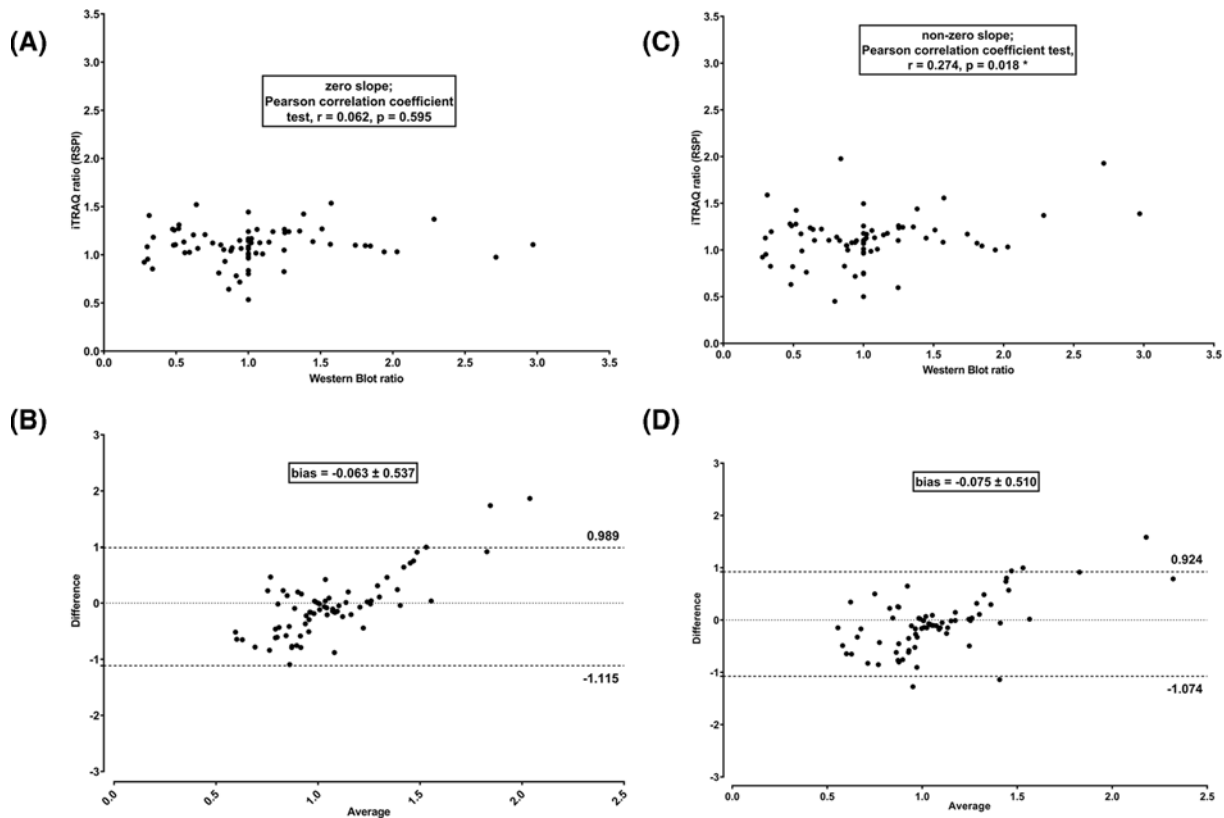 (A)
3.5
3.0
2.5
2.0
1.5
1.0
0.5
0.0
iTRAQ ratio (RSPI)
zero slope;
Pearson correlation coefficient
test, r = 0.062, p = 0.595
0.0 0.5 1.0 1.5 2.0 2.5 3.0 3.5
Western Blot ratio
(C)
3.5
3.0
2.5
2.0
1.5
1.0
0.5
0.0
iTRAQ ratio (RSPI)
non-zero slope;
Pearson correlation coefficient test,
r = 0.274, p = 0.018 *
0.0 0.5 1.0 1.5 2.0 2.5 3.0 3.5
Western Blot ratio
(B)
3
2
1
0
-1
-2
-3
Difference
bias = -0.063 ± 0.537
0.989
-1.115
0.0 0.5 1.0 1.5 2.0 2.5
Average
(D)
3
2
1
0
-1
-2
-3
Difference
bias = -0.075 ± 0.510
0.924
-1.074
0.0 0.5 1.0 1.5 2.0 2.5
Average